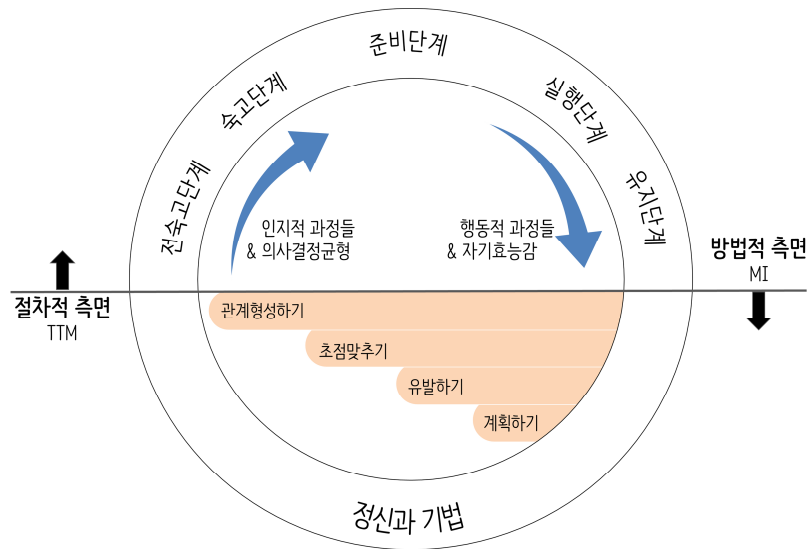 준비단계
숙고단계
실행단계
전숙고단계
유지단계
인지적 과정들
& 의사결정균형
행동적 과정들
& 자기효능감
방법적 측면
MI
절차적 측면
TTM
관계형성하기
초점맞추기
유발하기
계획하기
정신과 기법